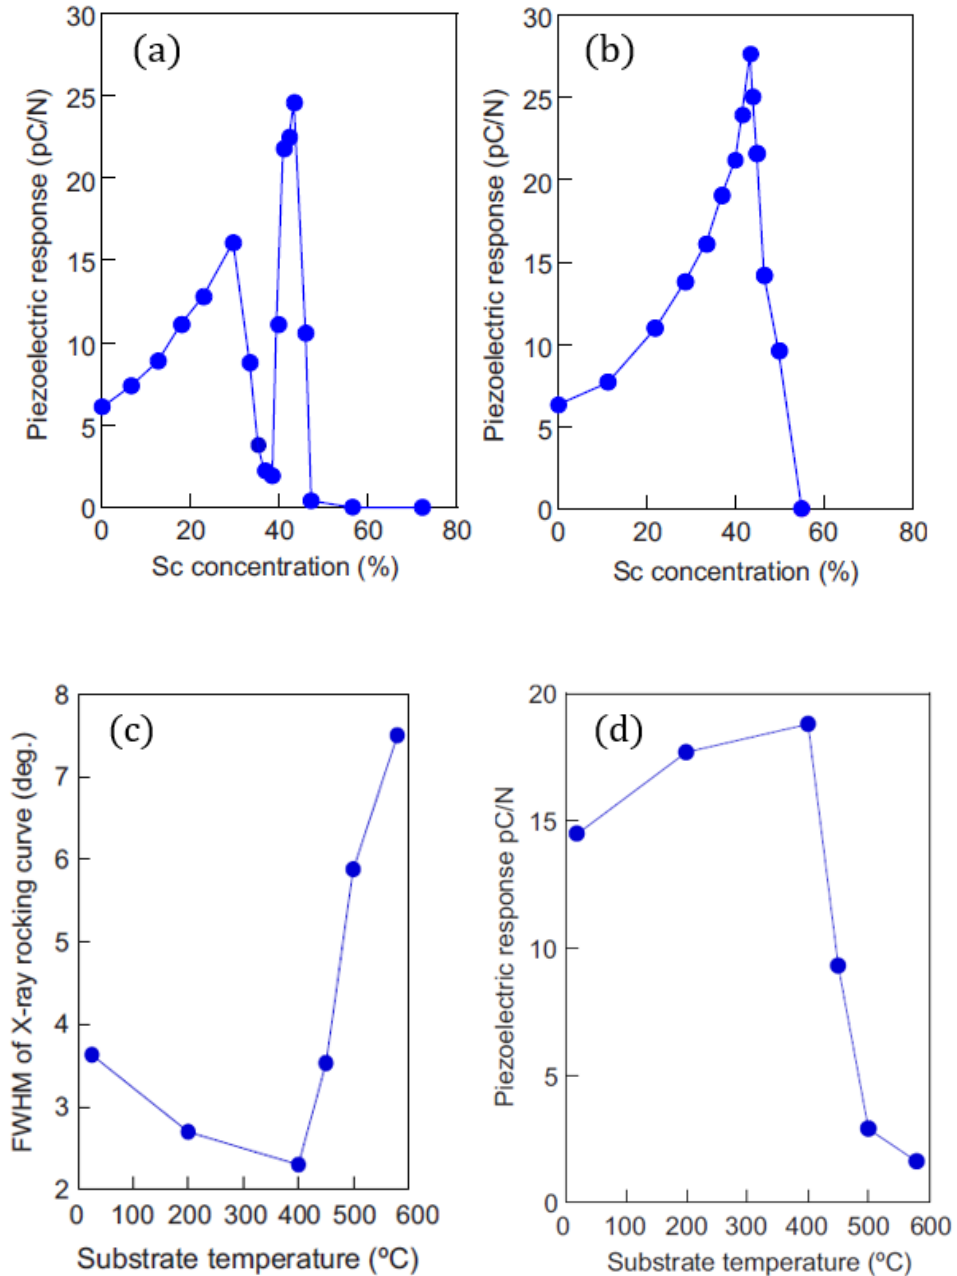 (a)
Piezoelectric response (pC/N)
30
25
20
15
10
5
0
0 20 40 60 80
Sc concentration (%)
(b)
Piezoelectric response (pC/N)
30
25
20
15
10
5
0
0 20 40 60 80
Sc concentration (%)
(c)
FWHM of X-ray rocking curve (deg.)
8
7
6
5
4
3
2
0 100 200 300 400 500 600
Substrate temperature (ºC)
(d)
Piezoelectric response pC/N
20
15
10
5
0
0 100 200 300 400 500 600
Substrate temperature (ºC)